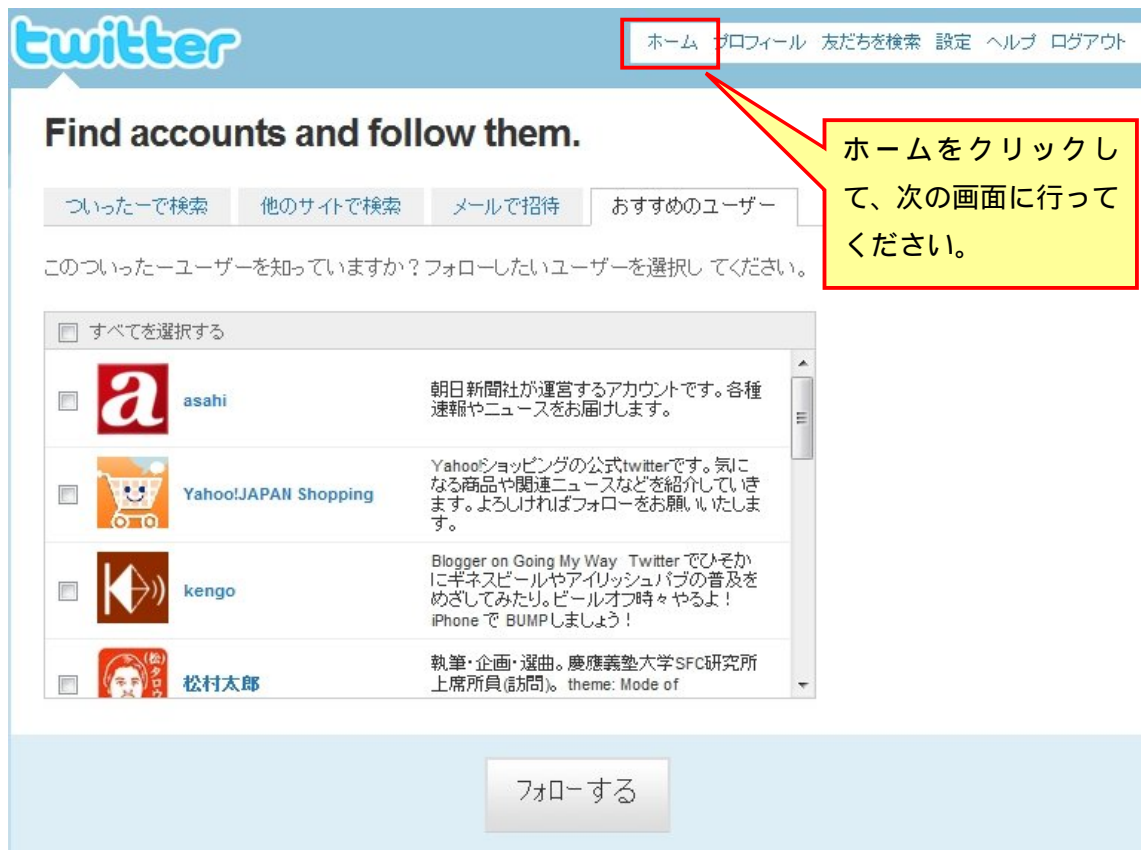 twitter
ホーム プロフィール 友だちを検索 設定 ヘルプ ログアウト
Find accounts and follow them.
ホームをクリックし
て、次の画面に行って
ください。
ついったーで検索 他のサイトで検索 メールで招待 おすすめのユーザー
このついったーユーザーを知っていますか？フォローしたいユーザーを選択し てください。
すべてを選択する
a
asahi
朝日新聞社が運営するアカウントです。各種
速報やニュースをお届けします。
Yahoo!JAPAN Shopping
Yahoo!ショッピングの公式twitterです。気に
なる商品や関連ニュースなどを紹介していき
ます。よろしければフォローをお願いいたしま
す。
kengo
Blogger on Going My Way Twitter でひそか
にギネスビールやアイリッシュパブの普及を
めざしてみたり。ビールオフ時々やるよ！
iPhone で BUMPしましょう！
(松)
タロウ
松村太郎
執筆・企画・選曲。慶應義塾大学SFC研究所
上席所員(訪問)。 theme: Mode of
フォローする